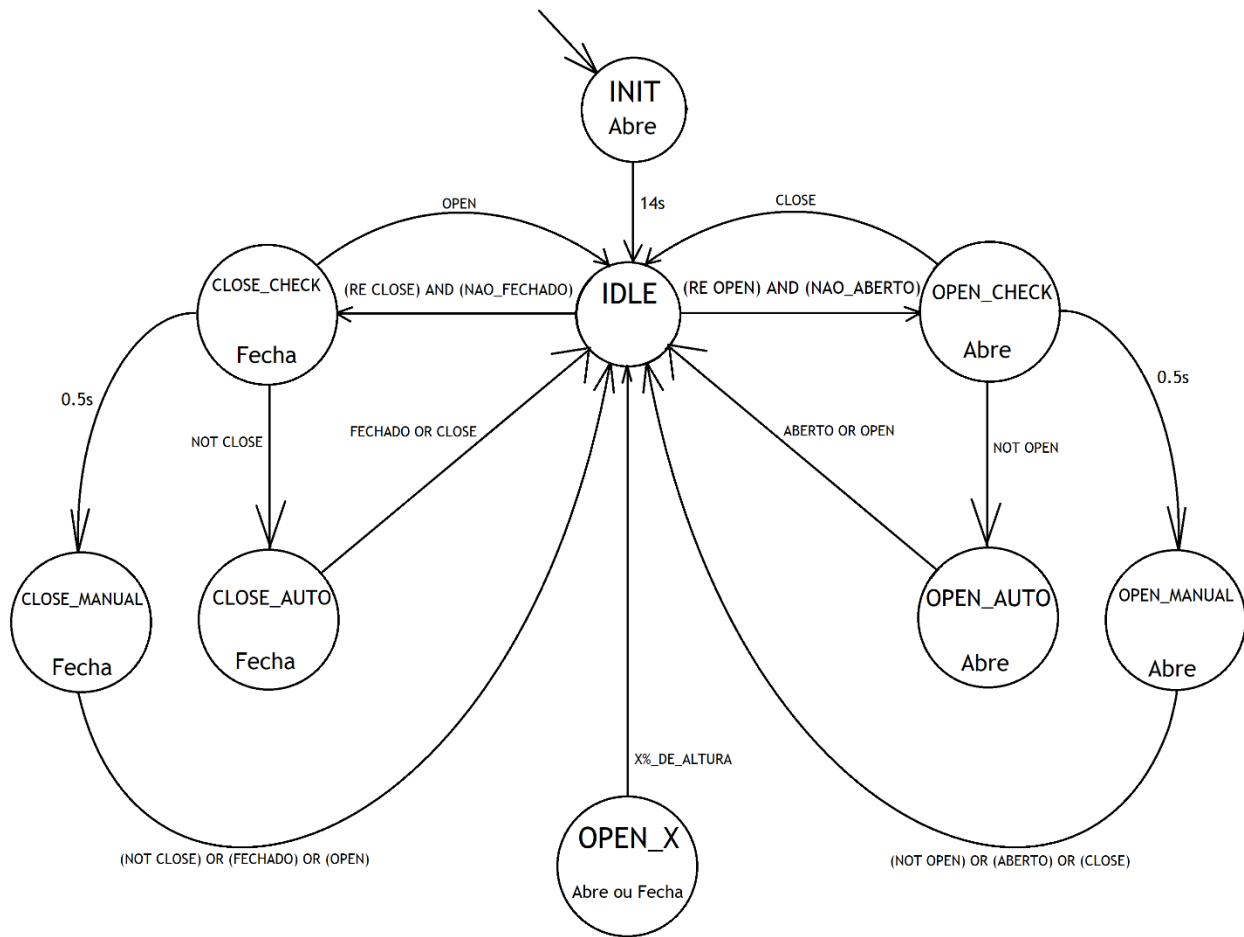 INIT
Abre
14s
OPEN
CLOSE
CLOSE_CHECK
Fecha
(RE CLOSE) AND (NAO_FECHADO)
IDLE
(RE OPEN) AND (NAO_ABERTO)
OPEN_CHECK
Abre
0.5s
NOT CLOSE
FECHADO OR CLOSE
ABERTO OR OPEN
NOT OPEN
0.5s
CLOSE_MANUAL
Fecha
CLOSE_AUTO
Fecha
OPEN_AUTO
Abre
OPEN_MANUAL
Abre
X%_DE_ALTURA
OPEN_X
Abre ou Fecha
(NOT CLOSE) OR (FECHADO) OR (OPEN)
(NOT OPEN) OR (ABERTO) OR (CLOSE)